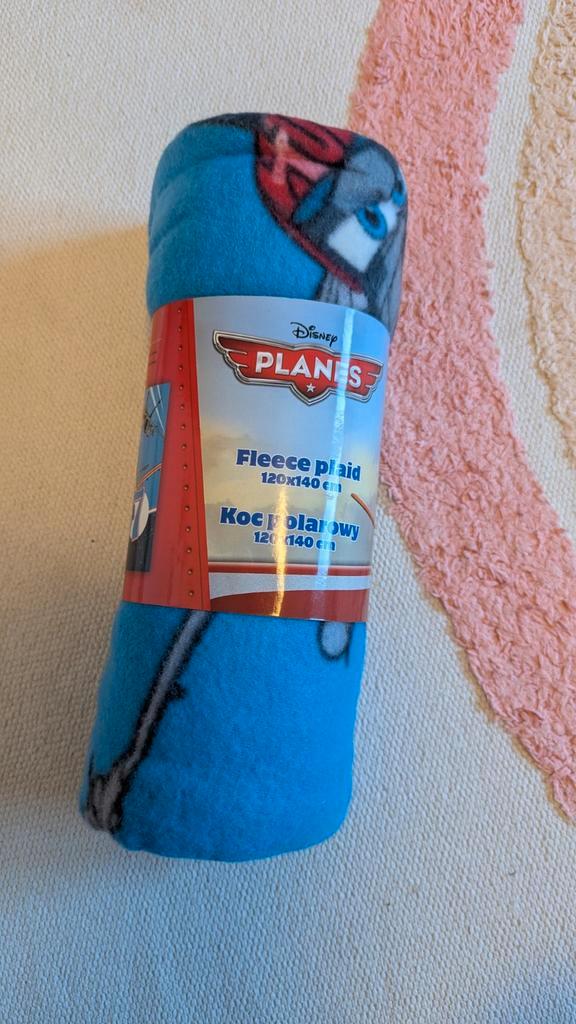 Disney
PLANES
Fleece plaid
120x140 cm
Koc polarowy
120x140 cm